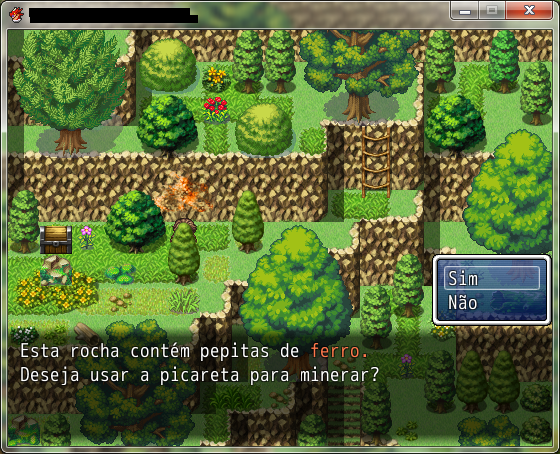 Sim
Não
Esta rocha contém pepitas de ferro.
Deseja usar a picareta para minerar?